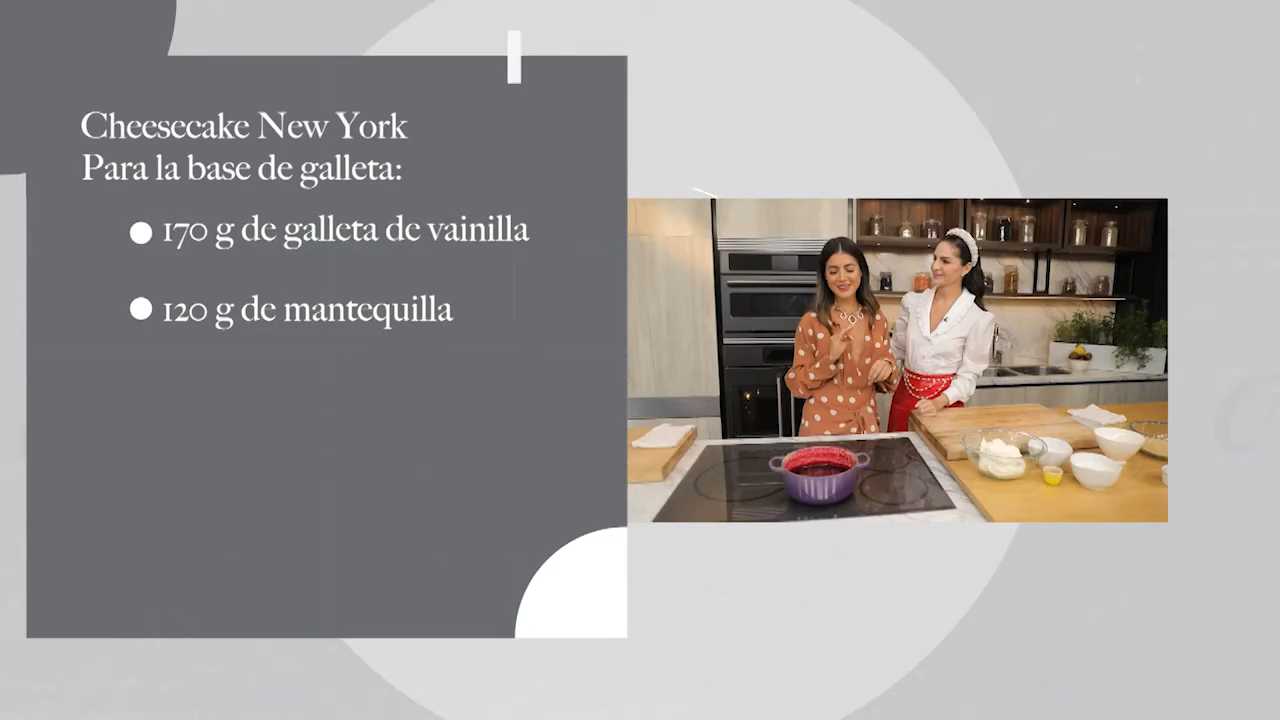 Cheesecake New York
Para la base de galleta:
170 g de galleta de vainilla
120 g de mantequilla